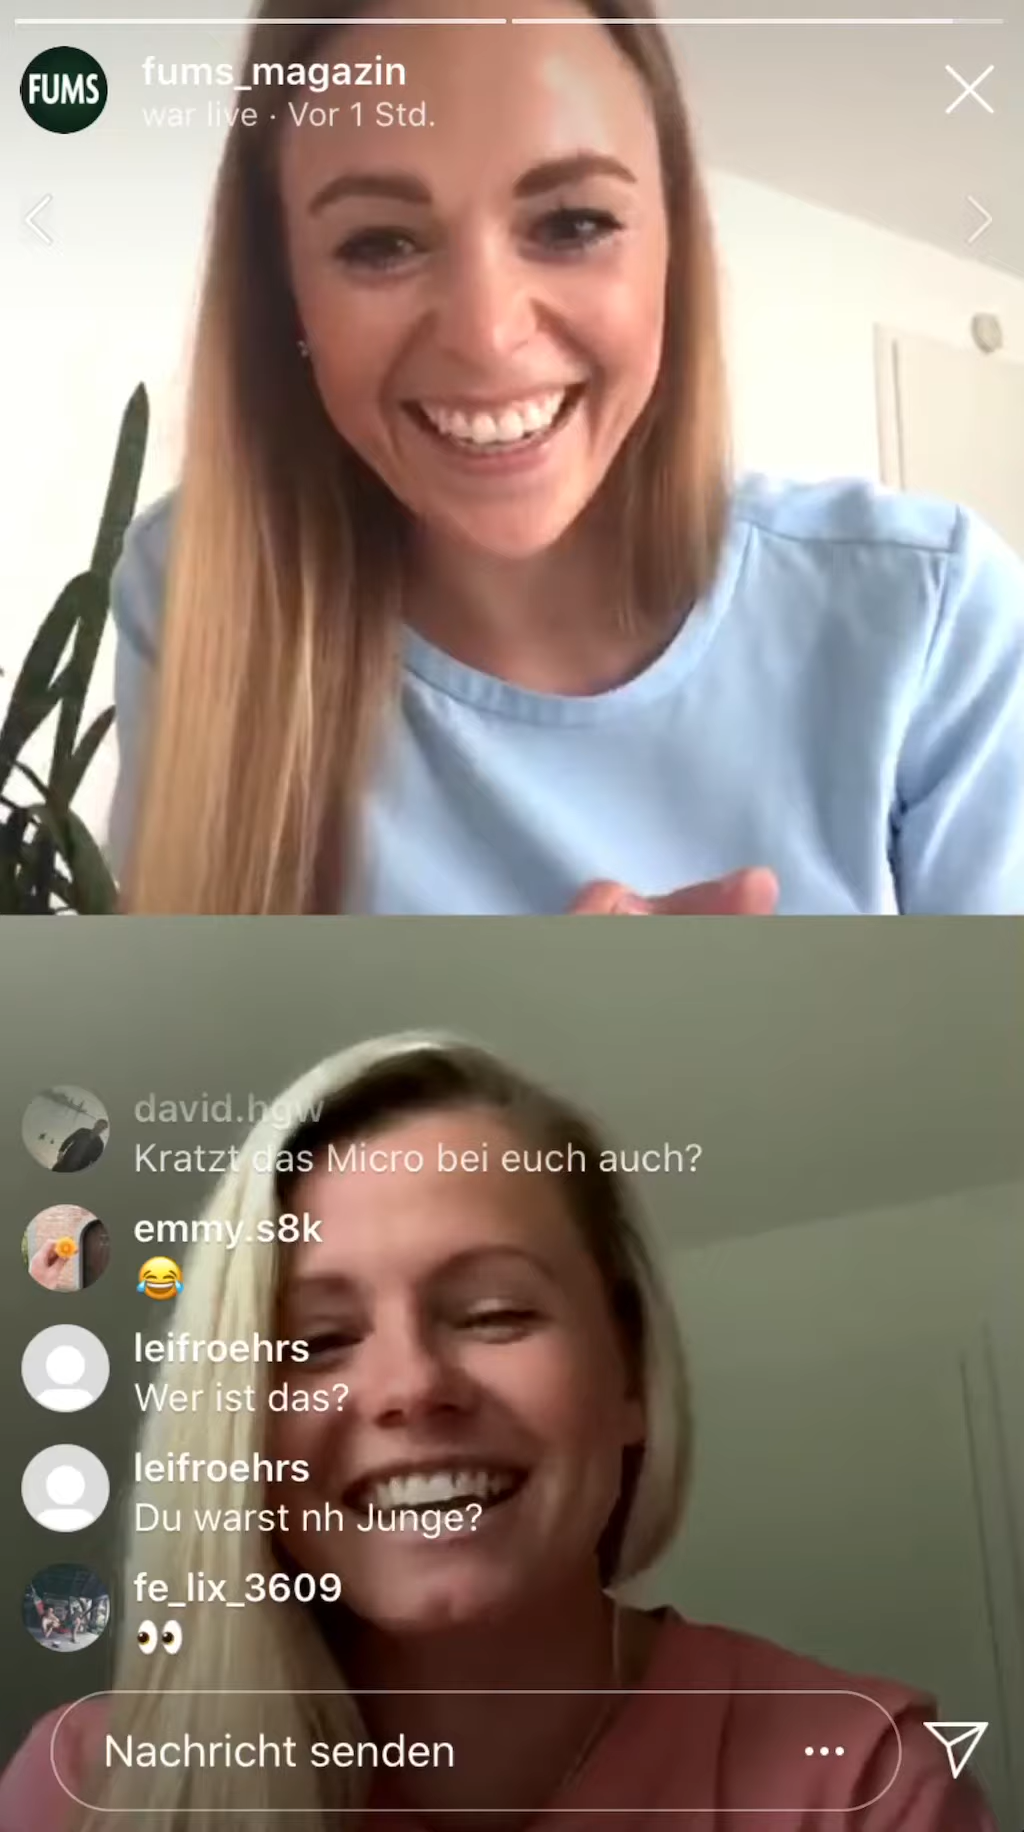 FUMS
fums_magazin
war live · Vor 1 Std.
david.hgw
Kratzt das Micro bei euch auch?
emmy.s8k
😂
leifroehrs
Wer ist das?
leifroehrs
Du warst nh Junge?
fe_lix_3609
👀
Nachricht senden